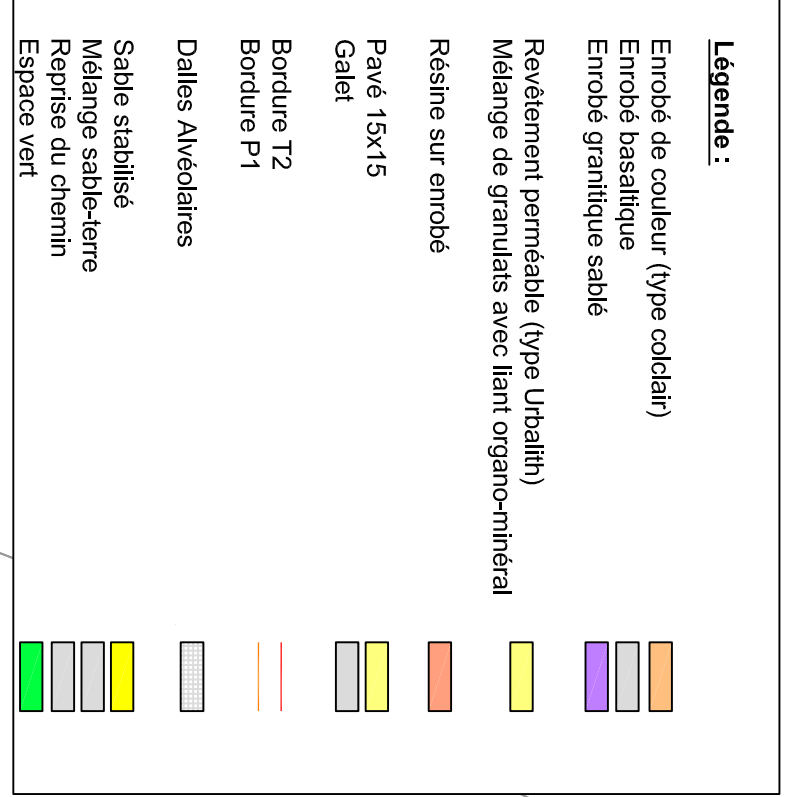 Légende :
Enrobé de couleur (type colclair)
Enrobé basaltique
Enrobé granitique sablé
Revêtement perméable (type Urbalith)
Mélange de granulats avec liant organo-minéral
Résine sur enrobé
Pavé 15x15
Galet
Bordure T2
Bordure P1
Dalles Alvéolaires
Sable stabilisé
Mélange sable-terre
Reprise du chemin
Espace vert